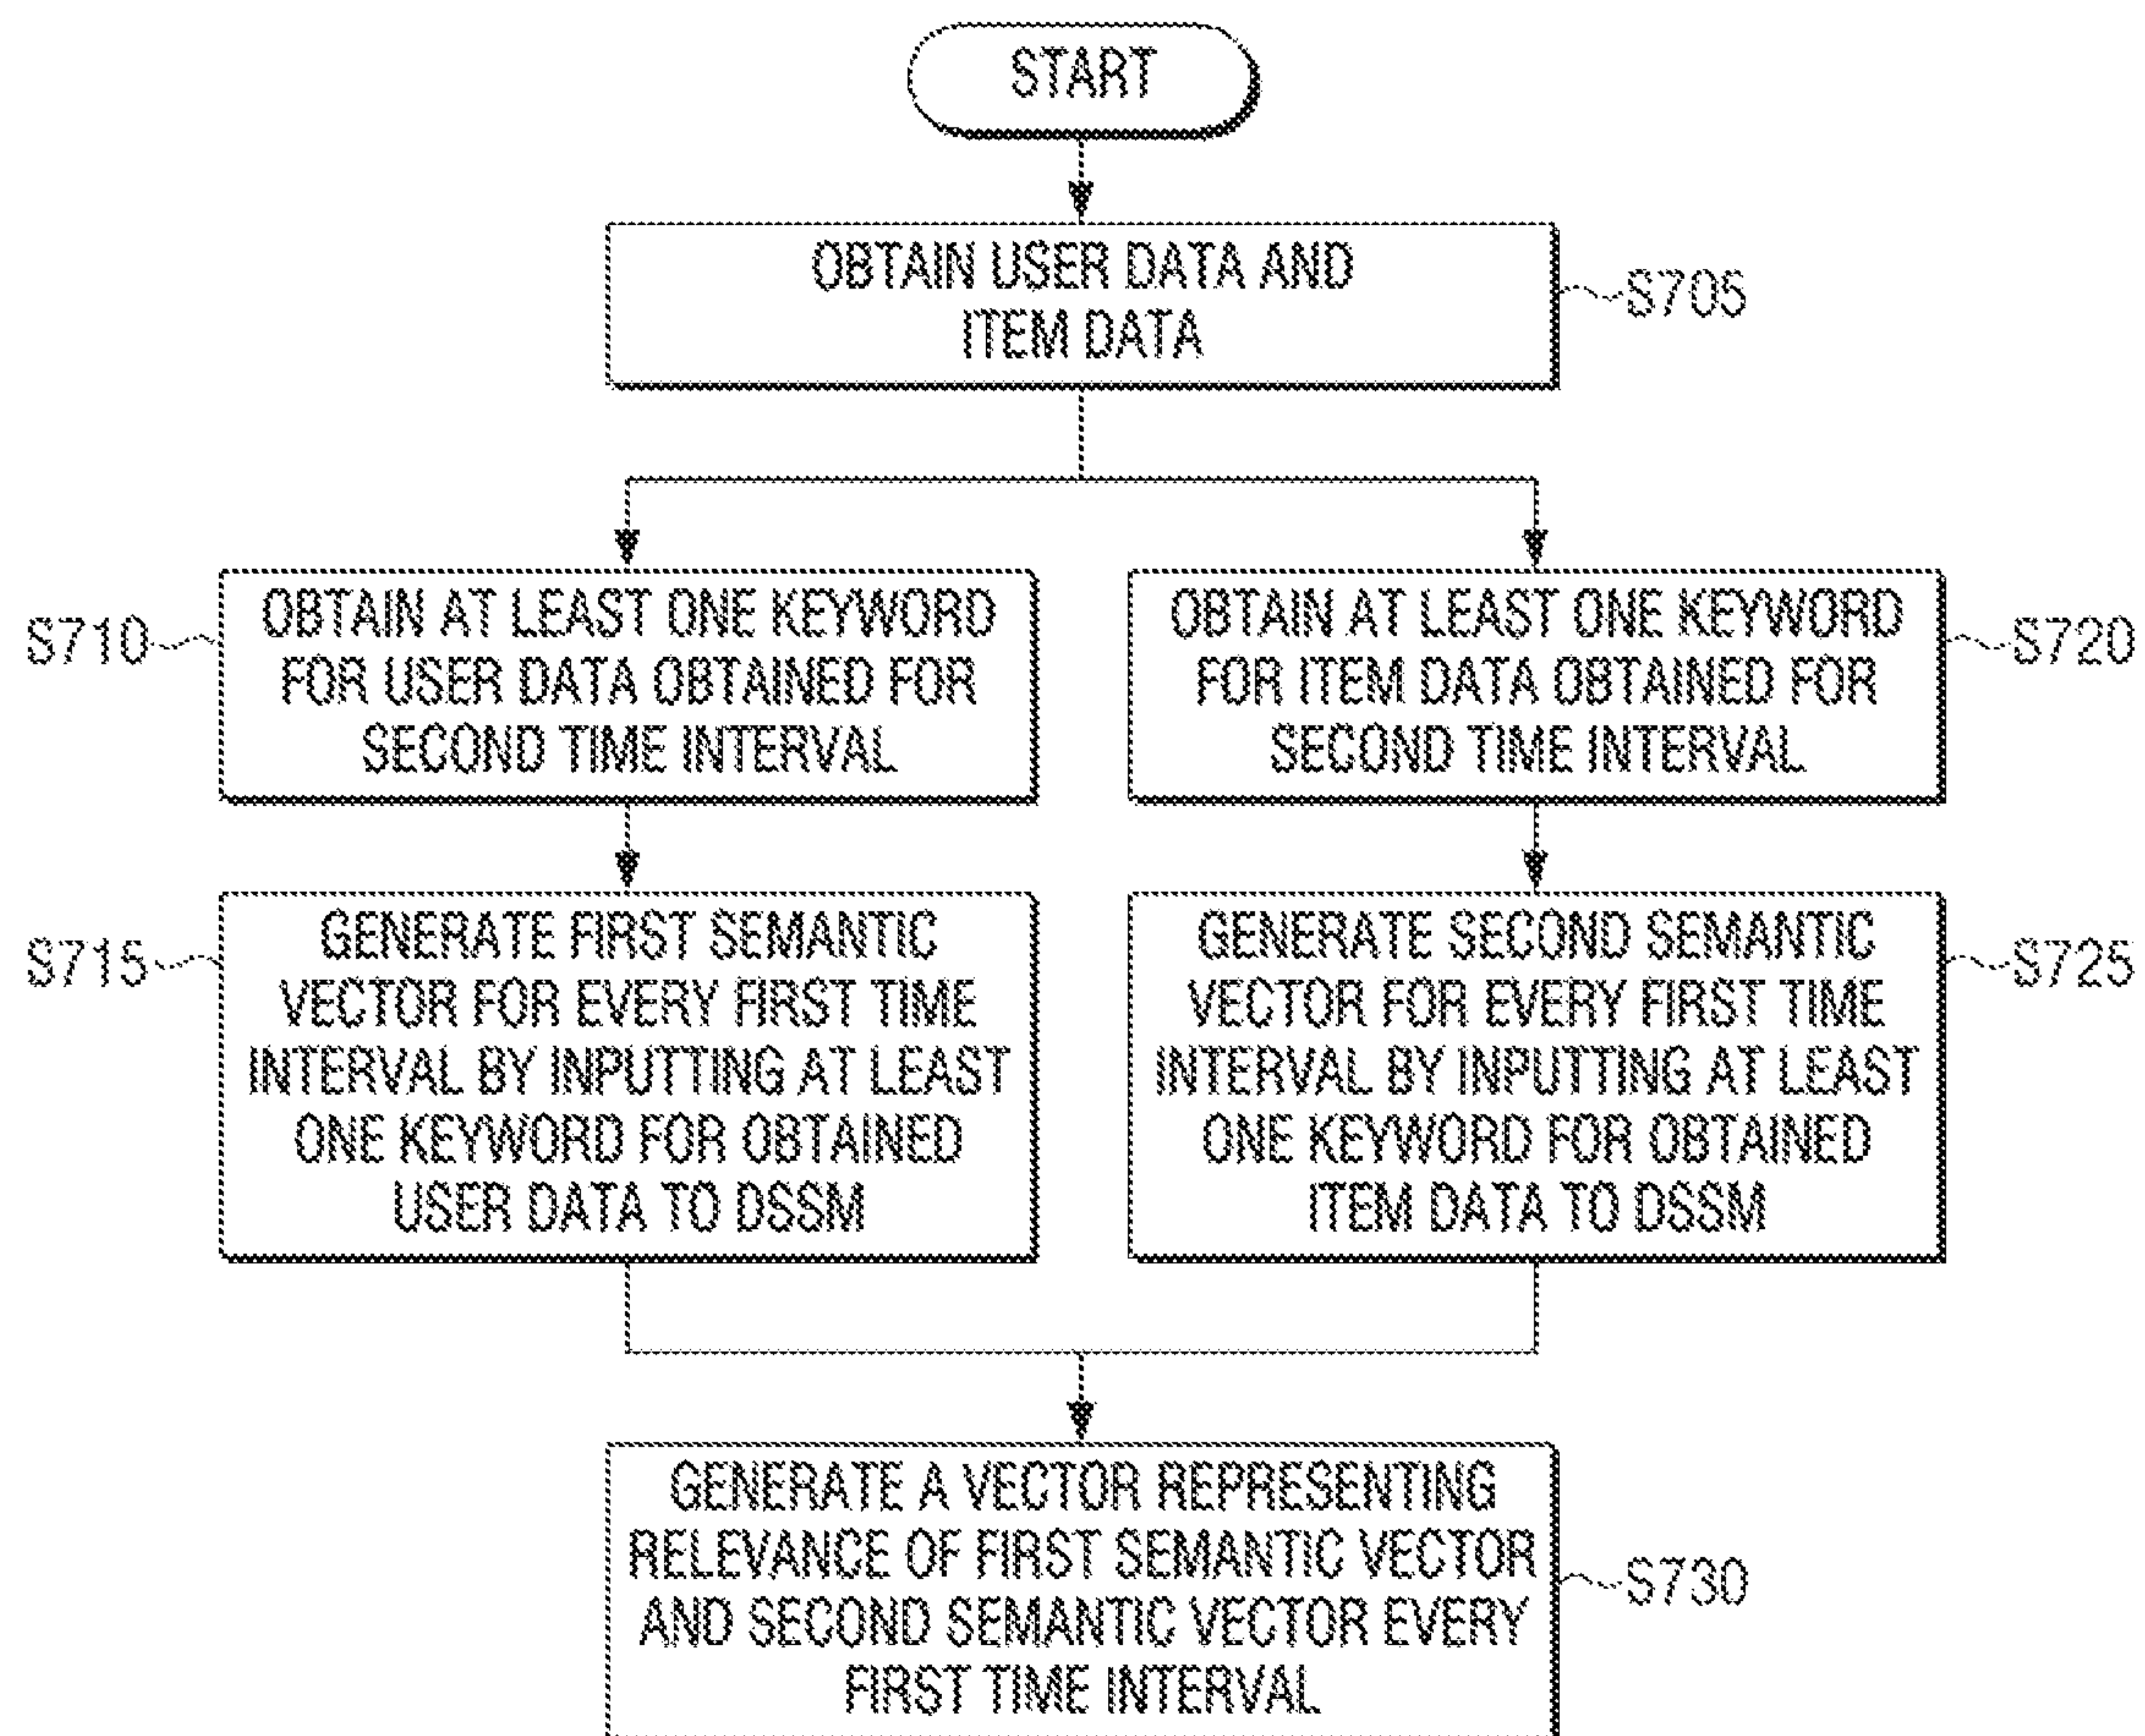 START
OBTAIN USER DATA AND
ITEM DATA
S705
S710
OBTAIN AT LEAST ONE KEYWORD
FOR USER DATA OBTAINED FOR
SECOND TIME INTERVAL
OBTAIN AT LEAST ONE KEYWORD
FOR ITEM DATA OBTAINED FOR
SECOND TIME INTERVAL
S720
S715
GENERATE FIRST SEMANTIC
VECTOR FOR EVERY FIRST TIME
INTERVAL BY INPUTTING AT LEAST
ONE KEYWORD FOR OBTAINED
USER DATA TO DSSM
GENERATE SECOND SEMANTIC
VECTOR FOR EVERY FIRST TIME
INTERVAL BY INPUTTING AT LEAST
ONE KEYWORD FOR OBTAINED
ITEM DATA TO DSSM
S725
GENERATE A VECTOR REPRESENTING
RELEVANCE OF FIRST SEMANTIC VECTOR
AND SECOND SEMANTIC VECTOR EVERY
FIRST TIME INTERVAL
S730